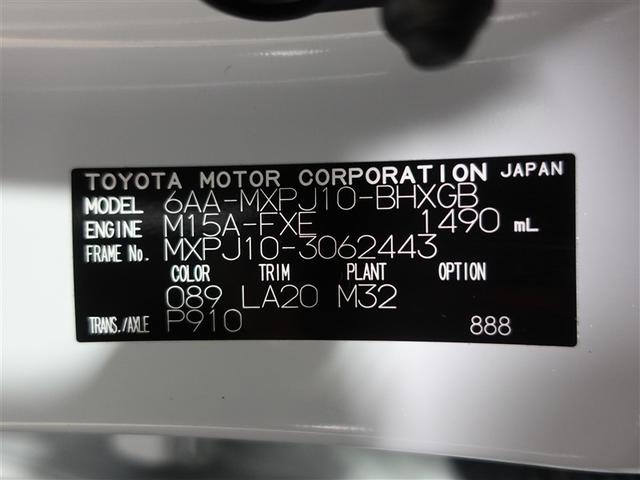 TOYOTA MOTOR CORPORATION JAPAN
MODEL 6AA-MXPJ10-BHXGB
ENGINE M15A-FXE 1490 mL
FRAME No. MXPJ10-3062443
COLOR TRIM PLANT OPTION
089 LA20 M32
TRANS./AXLE P910 888